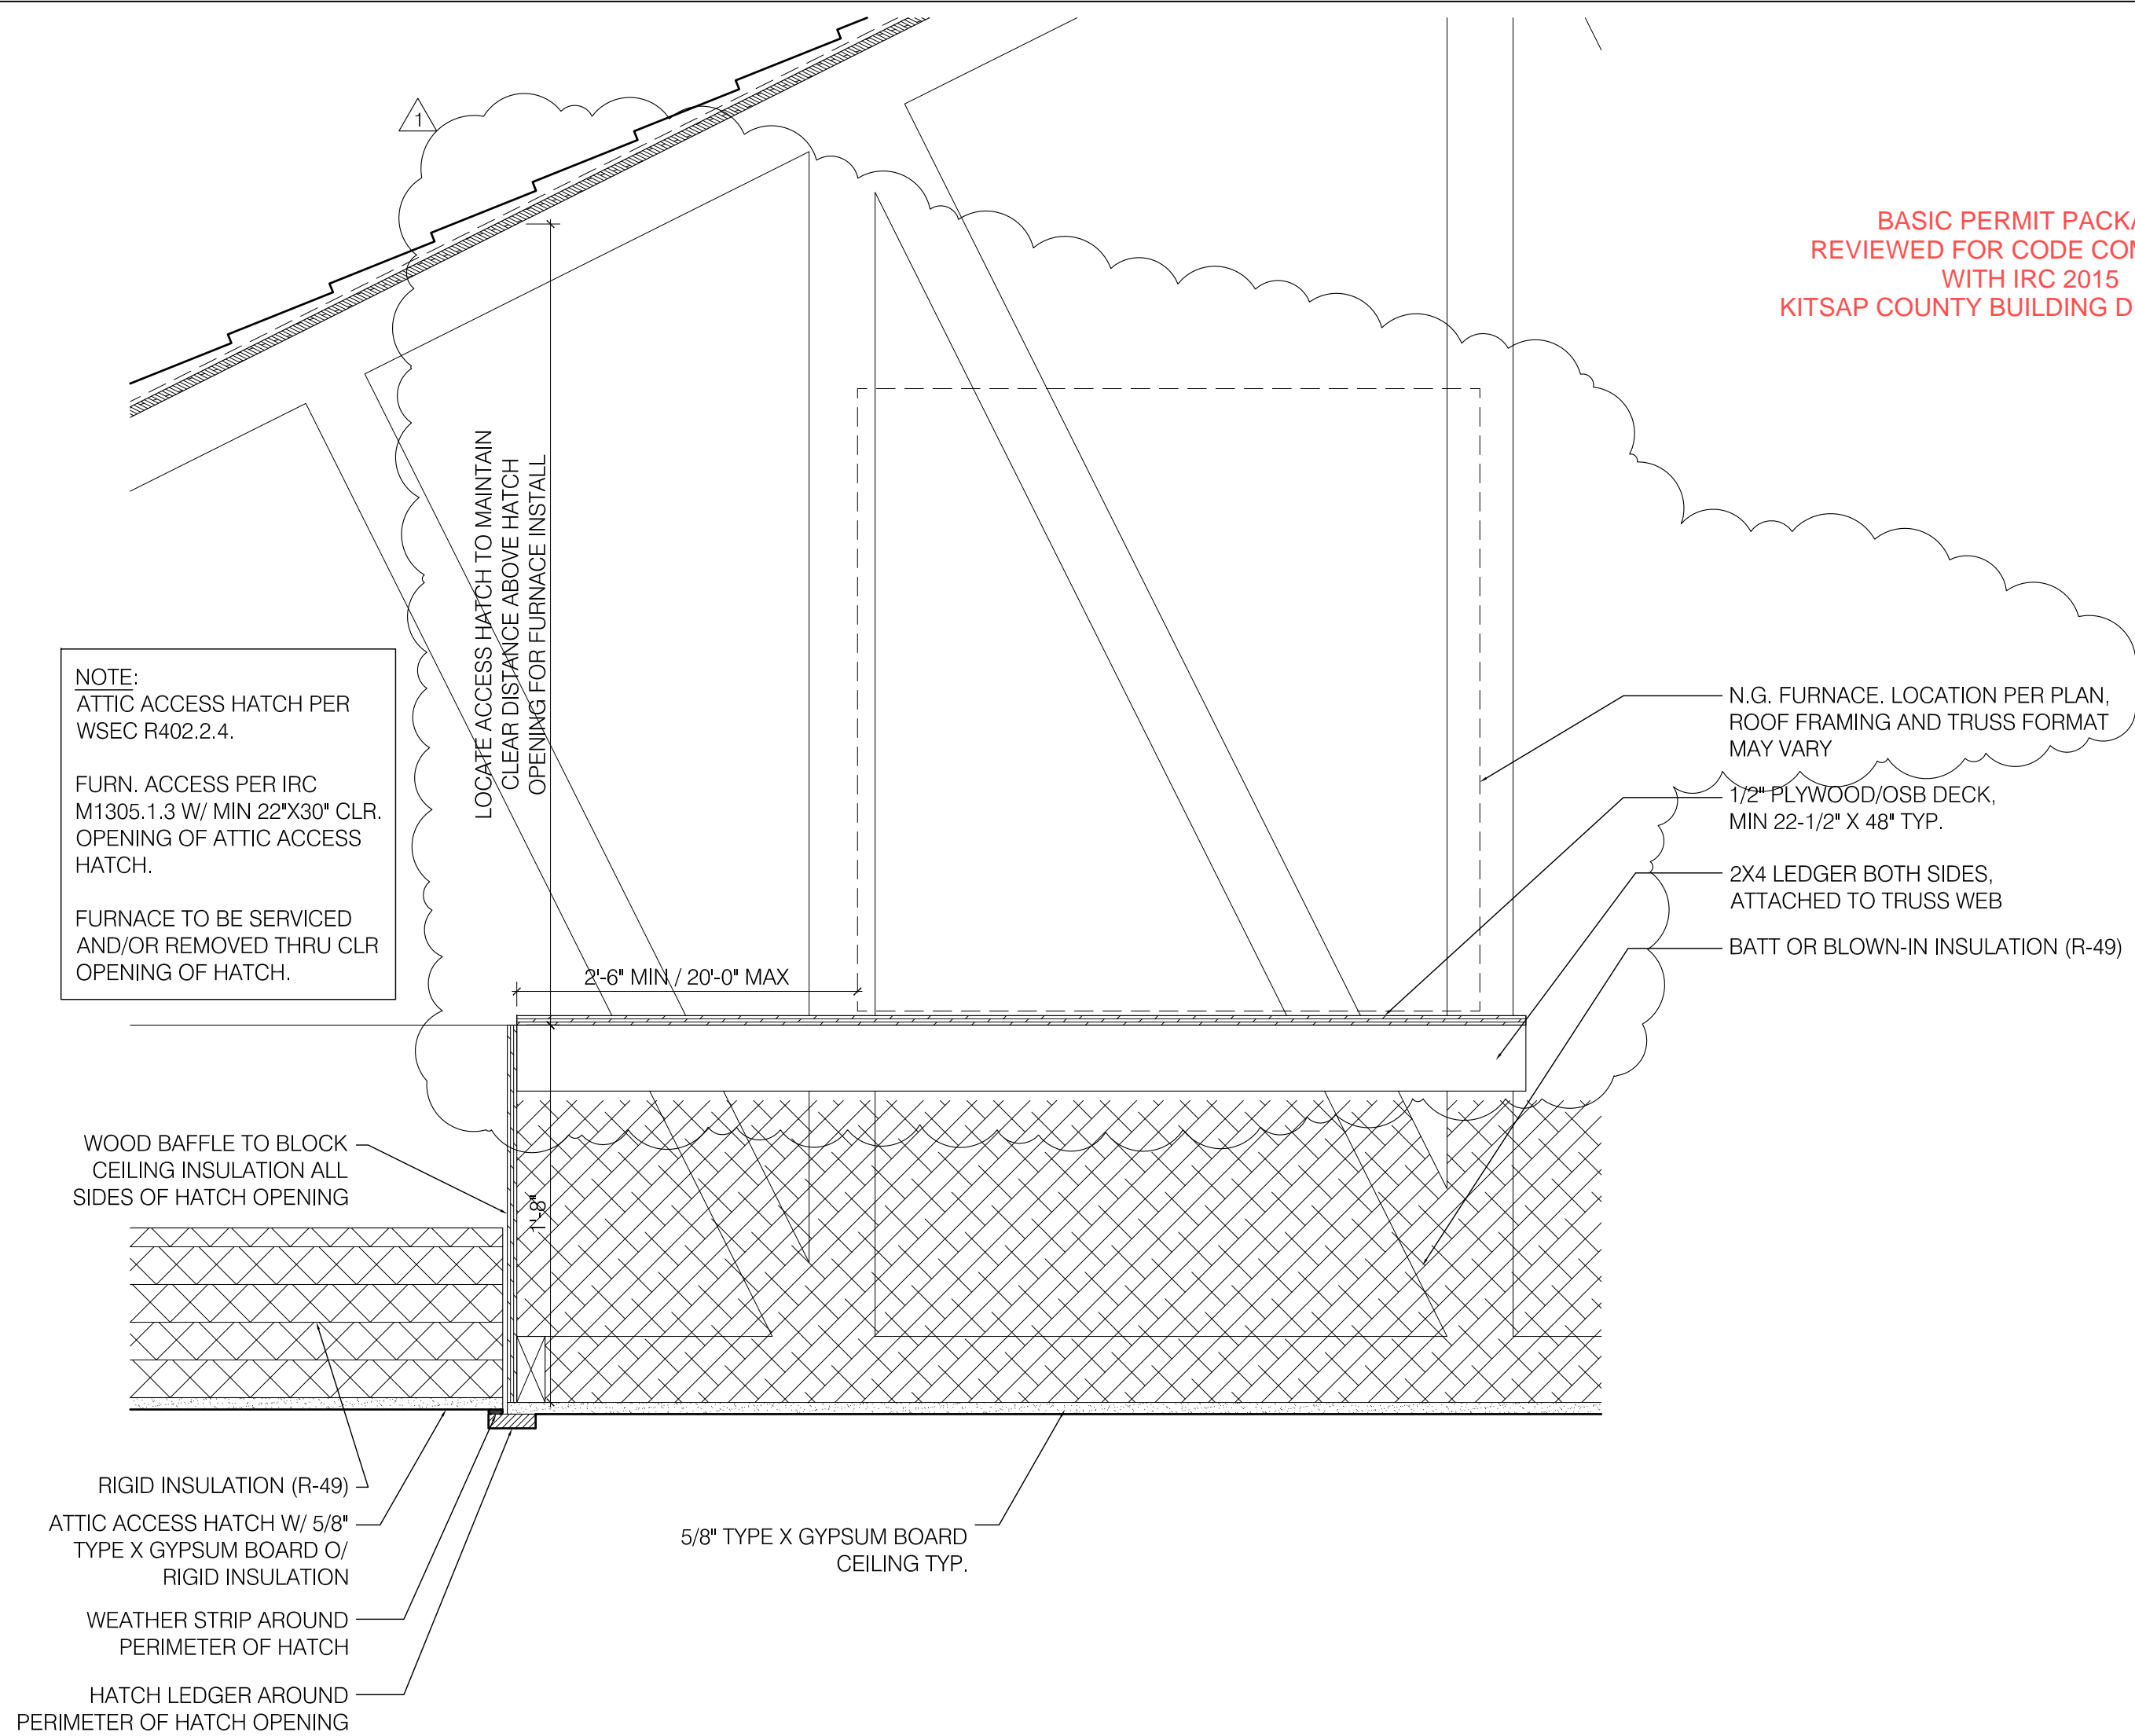 1
BASIC PERMIT
REVIEWED FOR CODE
WITH IRC 2015
KITSAP COUNTY BUILDING
LOCATE ACCESS HATCH TO MAINTAIN
CLEAR DISTANCE ABOVE HATCH
OPENING FOR FURNACE INSTALL
NOTE:
ATTIC ACCESS HATCH PER
WSEC R402.2.4.
FURN. ACCESS PER IRC
M1305.1.3 W/ MIN 22"X30" CLR.
OPENING OF ATTIC ACCESS
HATCH.
FURNACE TO BE SERVICED
AND/OR REMOVED THRU CLR
OPENING OF HATCH.
N.G. FURNACE. LOCATION PER PLAN,
ROOF FRAMING AND TRUSS FORMAT
MAY VARY
1/2" PLYWOOD/OSB DECK,
MIN 22-1/2" X 48" TYP.
2X4 LEDGER BOTH SIDES,
ATTACHED TO TRUSS WEB
BATT OR BLOWN-IN INSULATION (R-49)
2'-6" MIN / 20'-0" MAX
1'-8"
WOOD BAFFLE TO BLOCK
CEILING INSULATION ALL
SIDES OF HATCH OPENING
RIGID INSULATION (R-49)
ATTIC ACCESS HATCH W/ 5/8"
TYPE X GYPSUM BOARD O/
RIGID INSULATION
WEATHER STRIP AROUND
PERIMETER OF HATCH
HATCH LEDGER AROUND
PERIMETER OF HATCH OPENING
5/8" TYPE X GYPSUM BOARD
CEILING TYP.